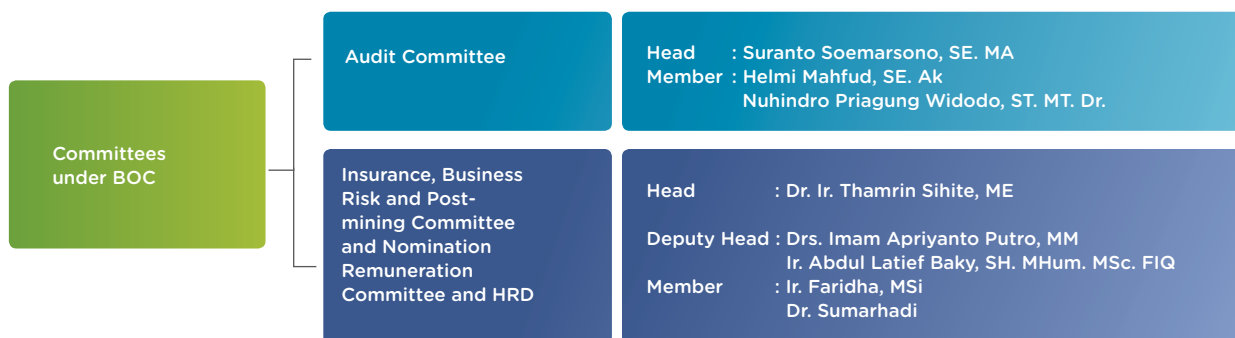 Committees
under BOC
Audit Committee
Head : Suranto Soemarsono, SE. MA
Member : Helmi Mahfud, SE. Ak
Nuhindro Priagung Widodo, ST. MT. Dr.
Insurance, Business
Risk and Post-
mining Committee
and Nomination
Remuneration
Committee and HRD
Head : Dr. Ir. Thamrin Sihite, ME
Deputy Head : Drs. Imam Apriyanto Putro, MM
Ir. Abdul Latief Baky, SH. MHum. MSc. FIQ
Member : Ir. Faridha, MSi
Dr. Sumarhadi